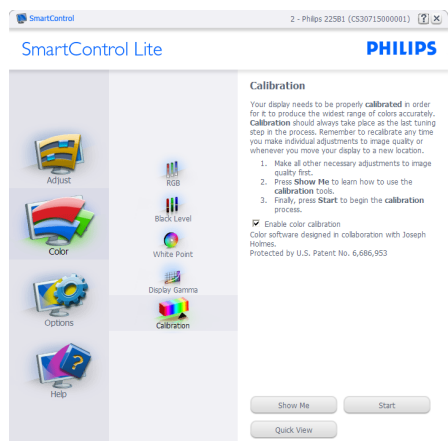 SmartControl
2 - Philips 225B1 (CS30715000001)
SmartControl Lite
PHILIPS
Adjust
Color
Options
Help
RGB
Black Level
White Point
Display Gamma
Calibration
Calibration
Your display needs to be properly calibrated in order
for it to produce the widest range of colors accurately.
Calibration should always take place as the last tuning
step in the process. Remember to recalibrate any time
you make individual adjustments to image quality or
whenever you move your display to a new location.
1. Make all other necessary adjustments to image
quality first.
2. Press Show Me to learn how to use the
calibration tools.
3. Finally, press Start to begin the calibration
process.
Enable color calibration
Color software designed in collaboration with Joseph
Holmes.
Protected by U.S. Patent No. 6,686,953
Show Me
Start
Quick View